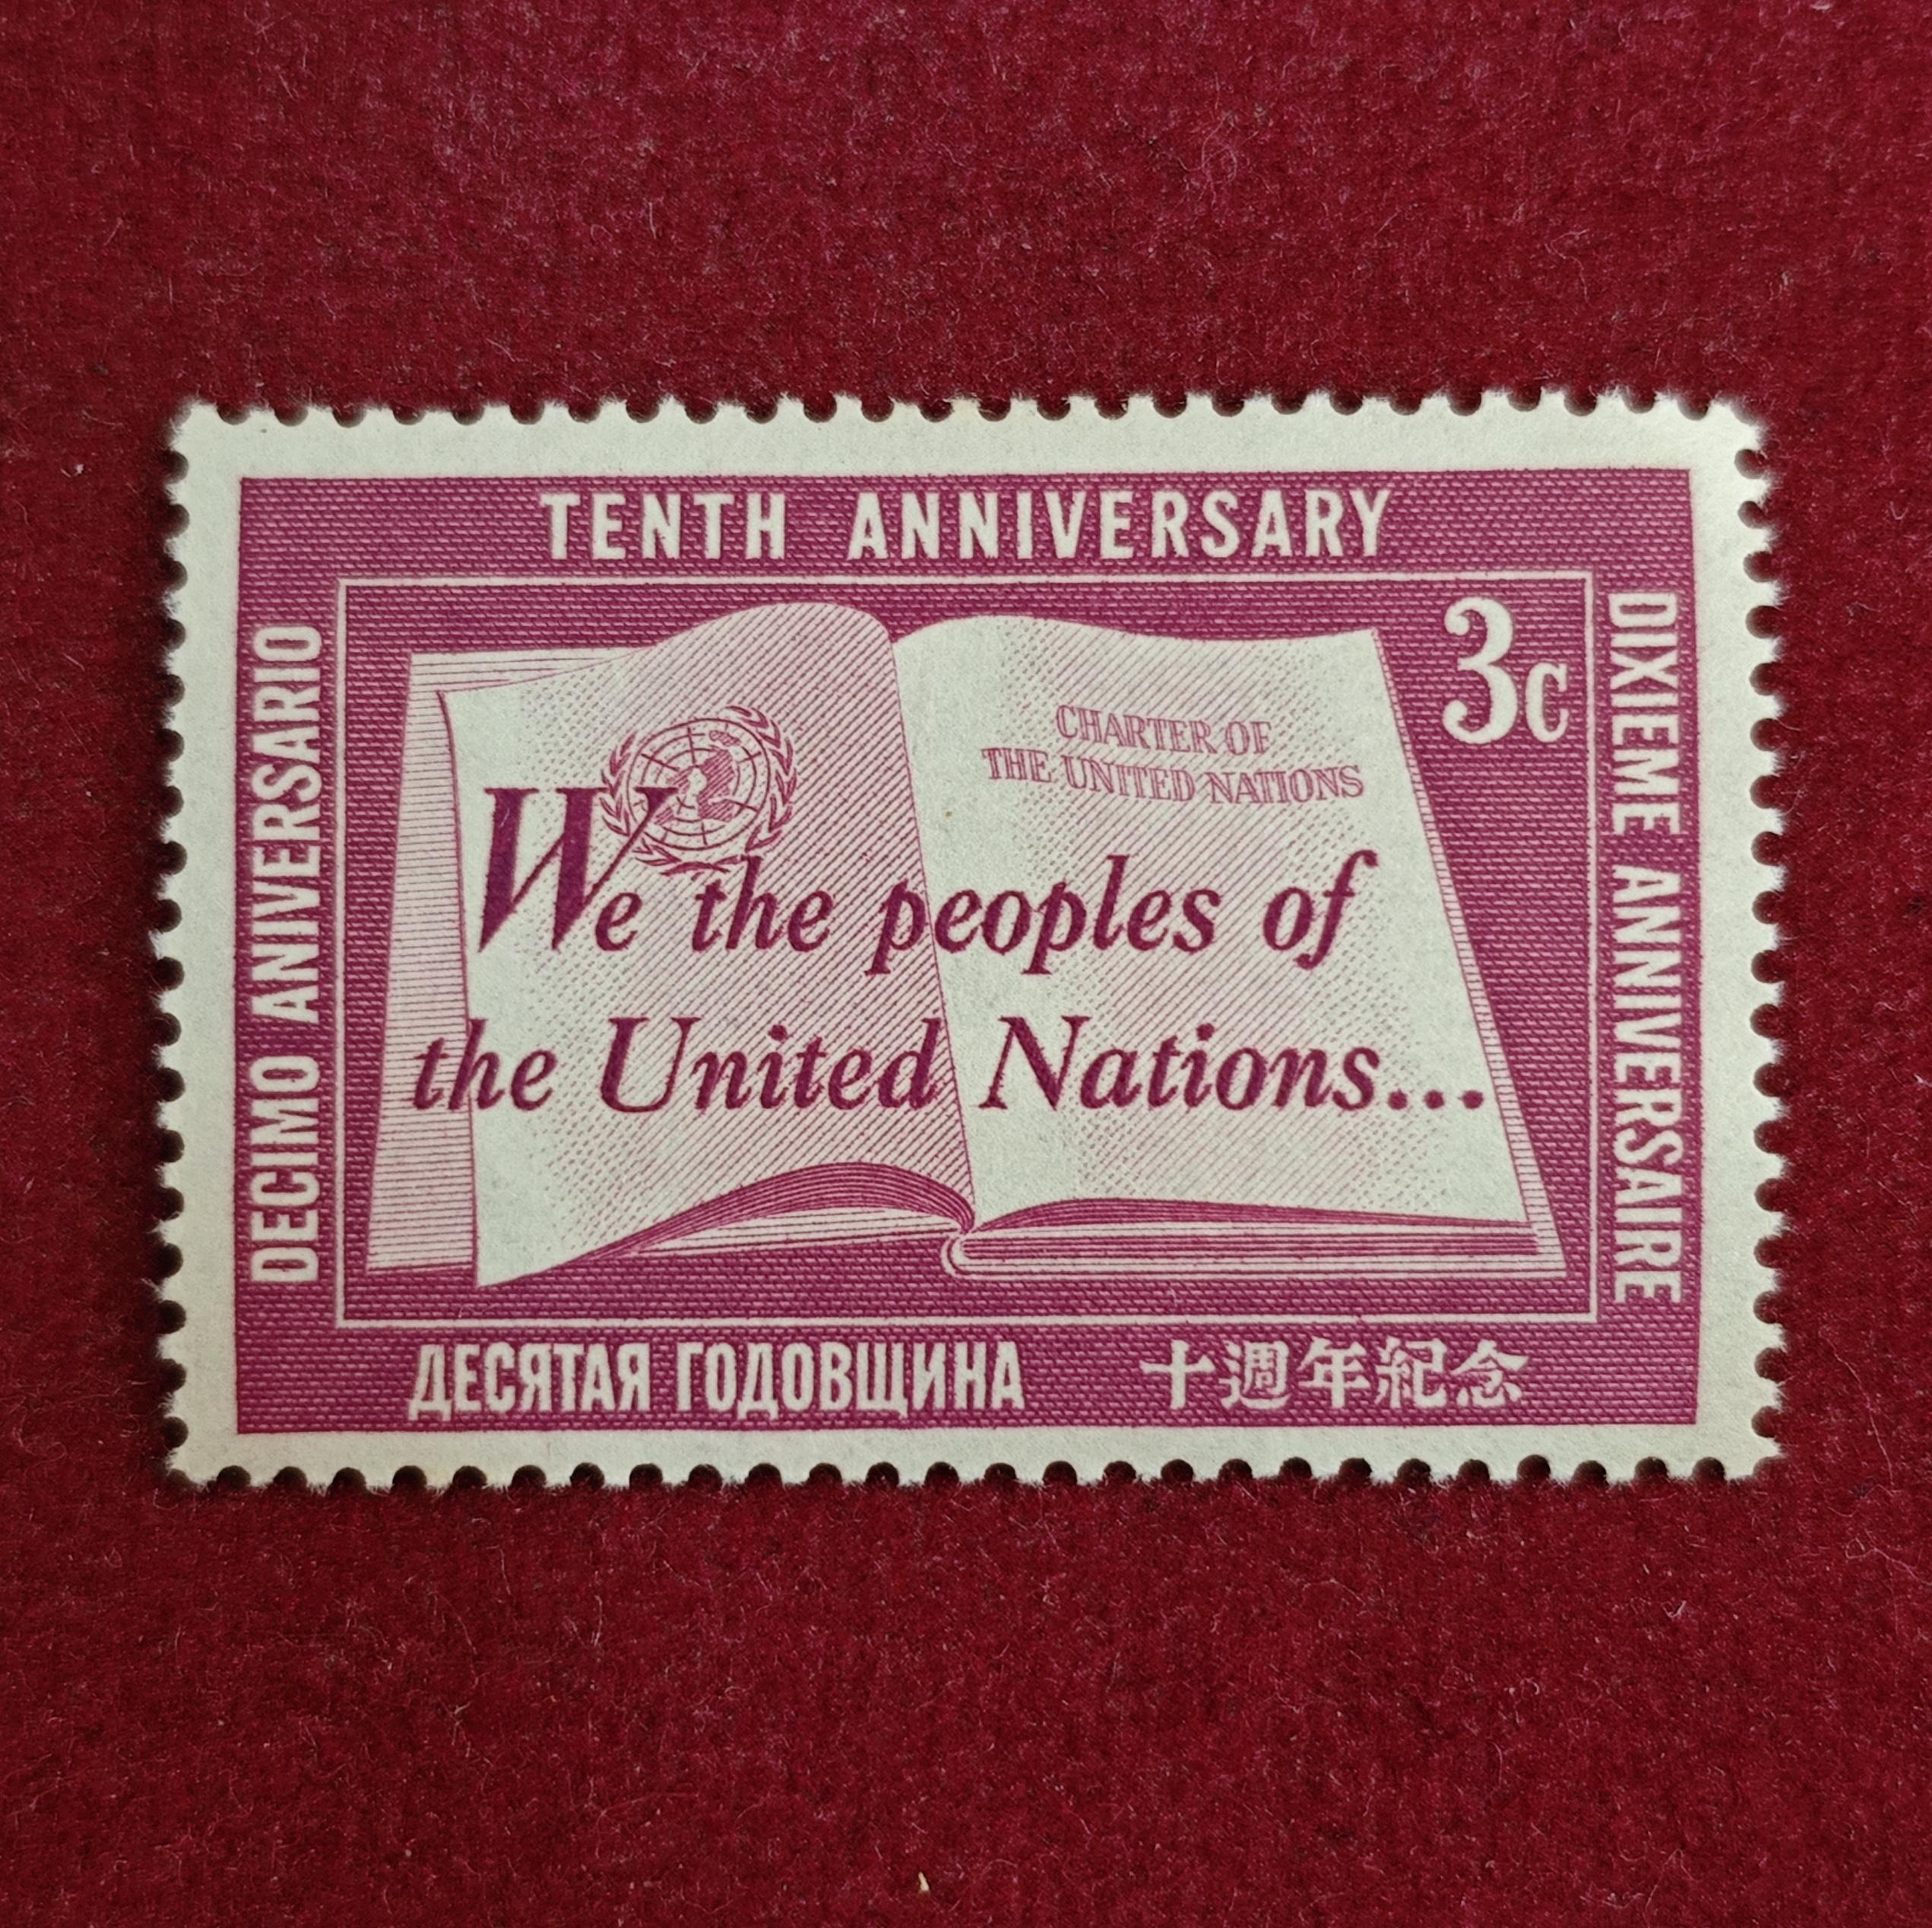 TENTH ANNIVERSARY
3c
DECIMO ANIVERSARIO
DIXIEME ANNIVERSAIRE
CHARTER OF
THE UNITED NATIONS
We the peoples of
the United Nations...
ДЕСЯТАЯ ГОДОВЩИНА
十週年紀念